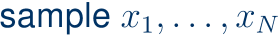 sample $x_1, \ldots, x_N$